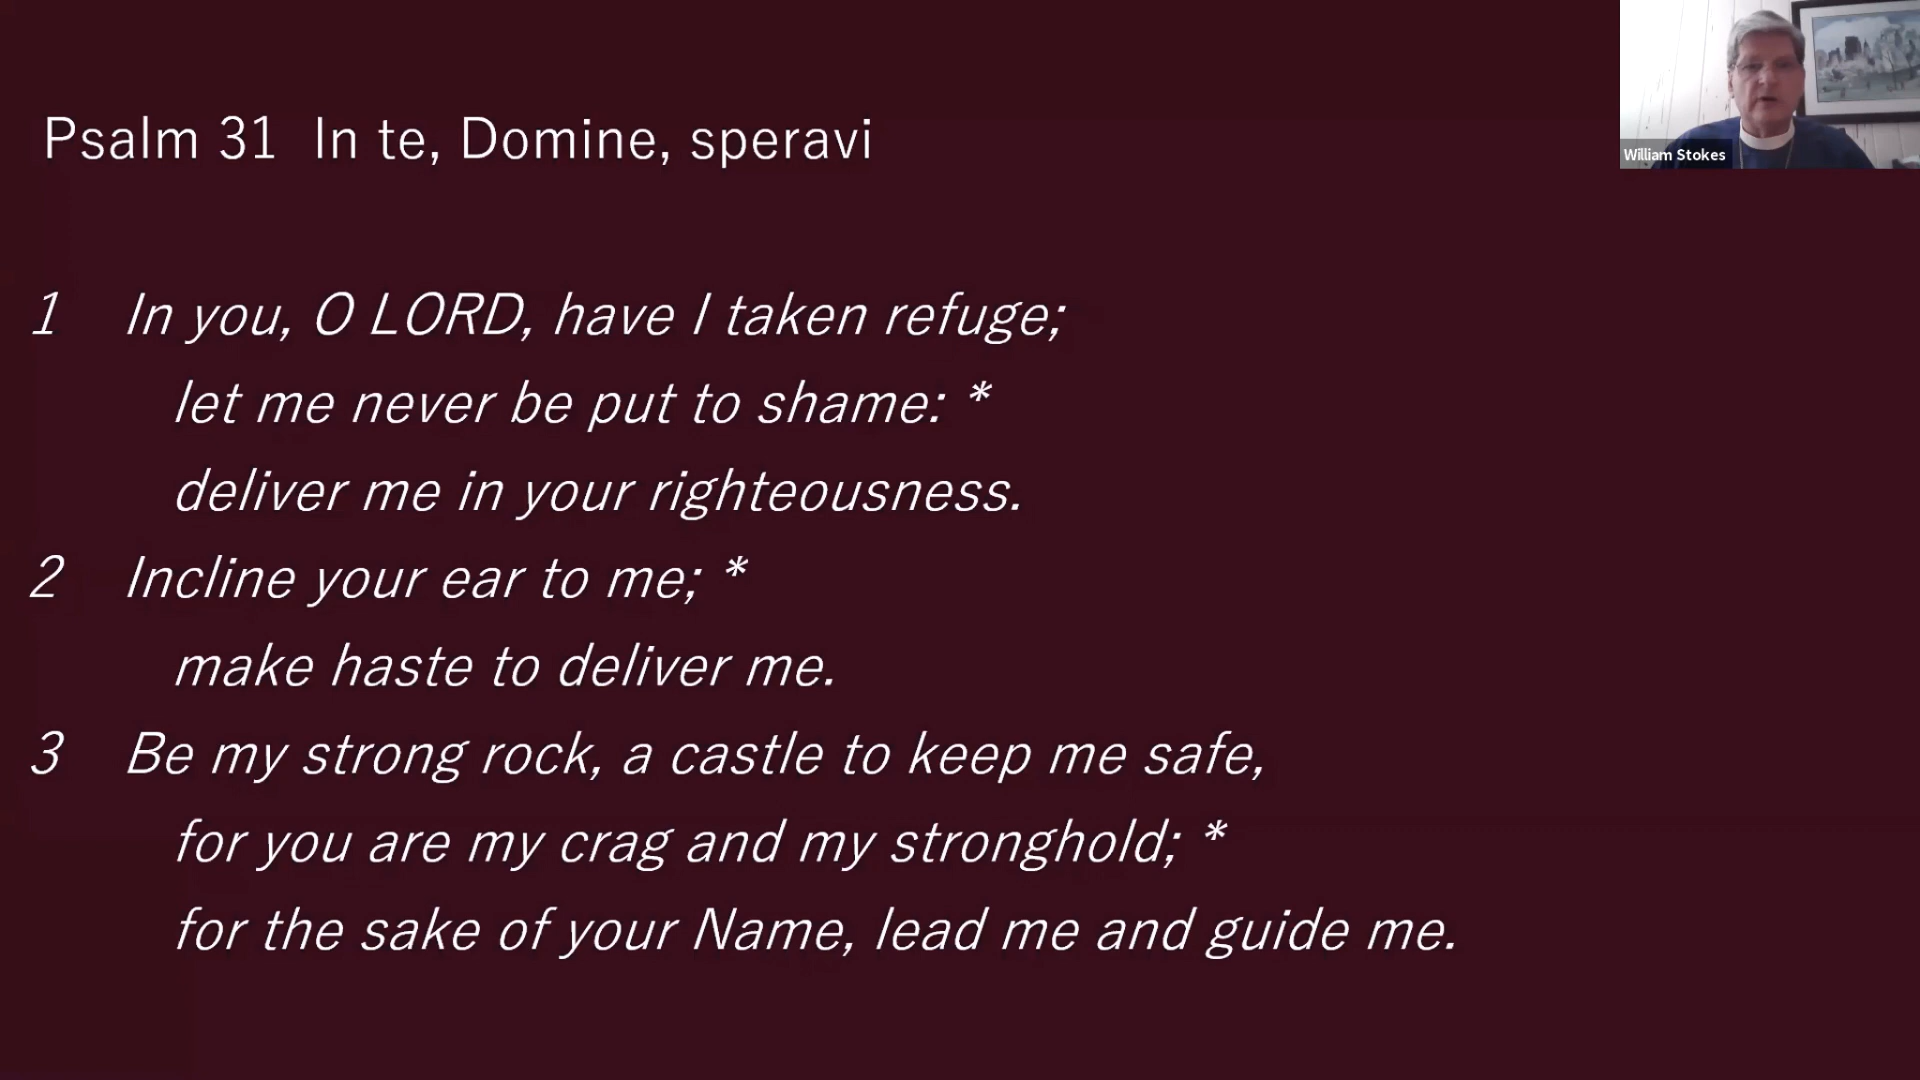 Psalm 31 In te, Domine, speravi
William Stokes
1 In you, O LORD, have I taken refuge;
let me never be put to shame: *
deliver me in your righteousness.
2 Incline your ear to me; *
make haste to deliver me.
3 Be my strong rock, a castle to keep me safe,
for you are my crag and my stronghold; *
for the sake of your Name, lead me and guide me.